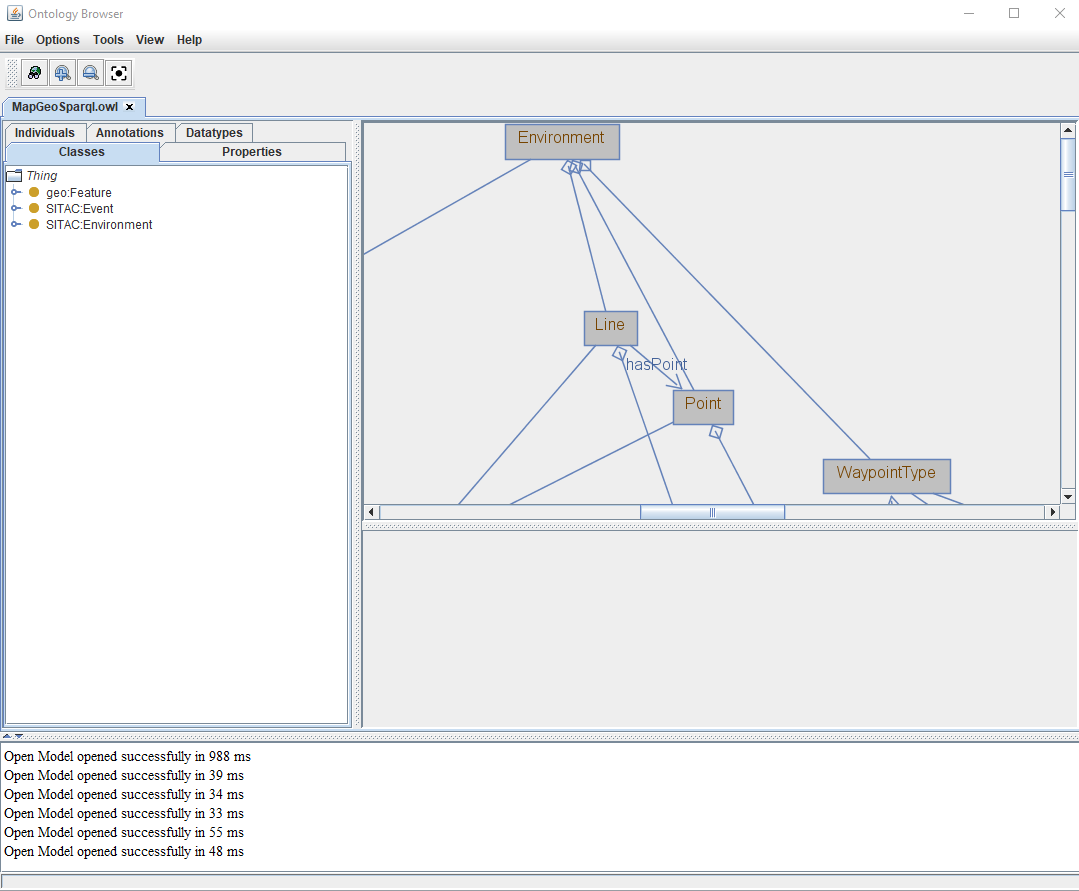 Ontology Browser
File Options Tools View Help
MapGeoSparql.owl
Individuals Annotations Datatypes
Classes Properties
Thing
geo:Feature
SITAC:Event
SITAC:Environment
Environment
Line
hasPoint
Point
WaypointType
Open Model opened successfully in 988 ms
Open Model opened successfully in 39 ms
Open Model opened successfully in 34 ms
Open Model opened successfully in 33 ms
Open Model opened successfully in 55 ms
Open Model opened successfully in 48 ms